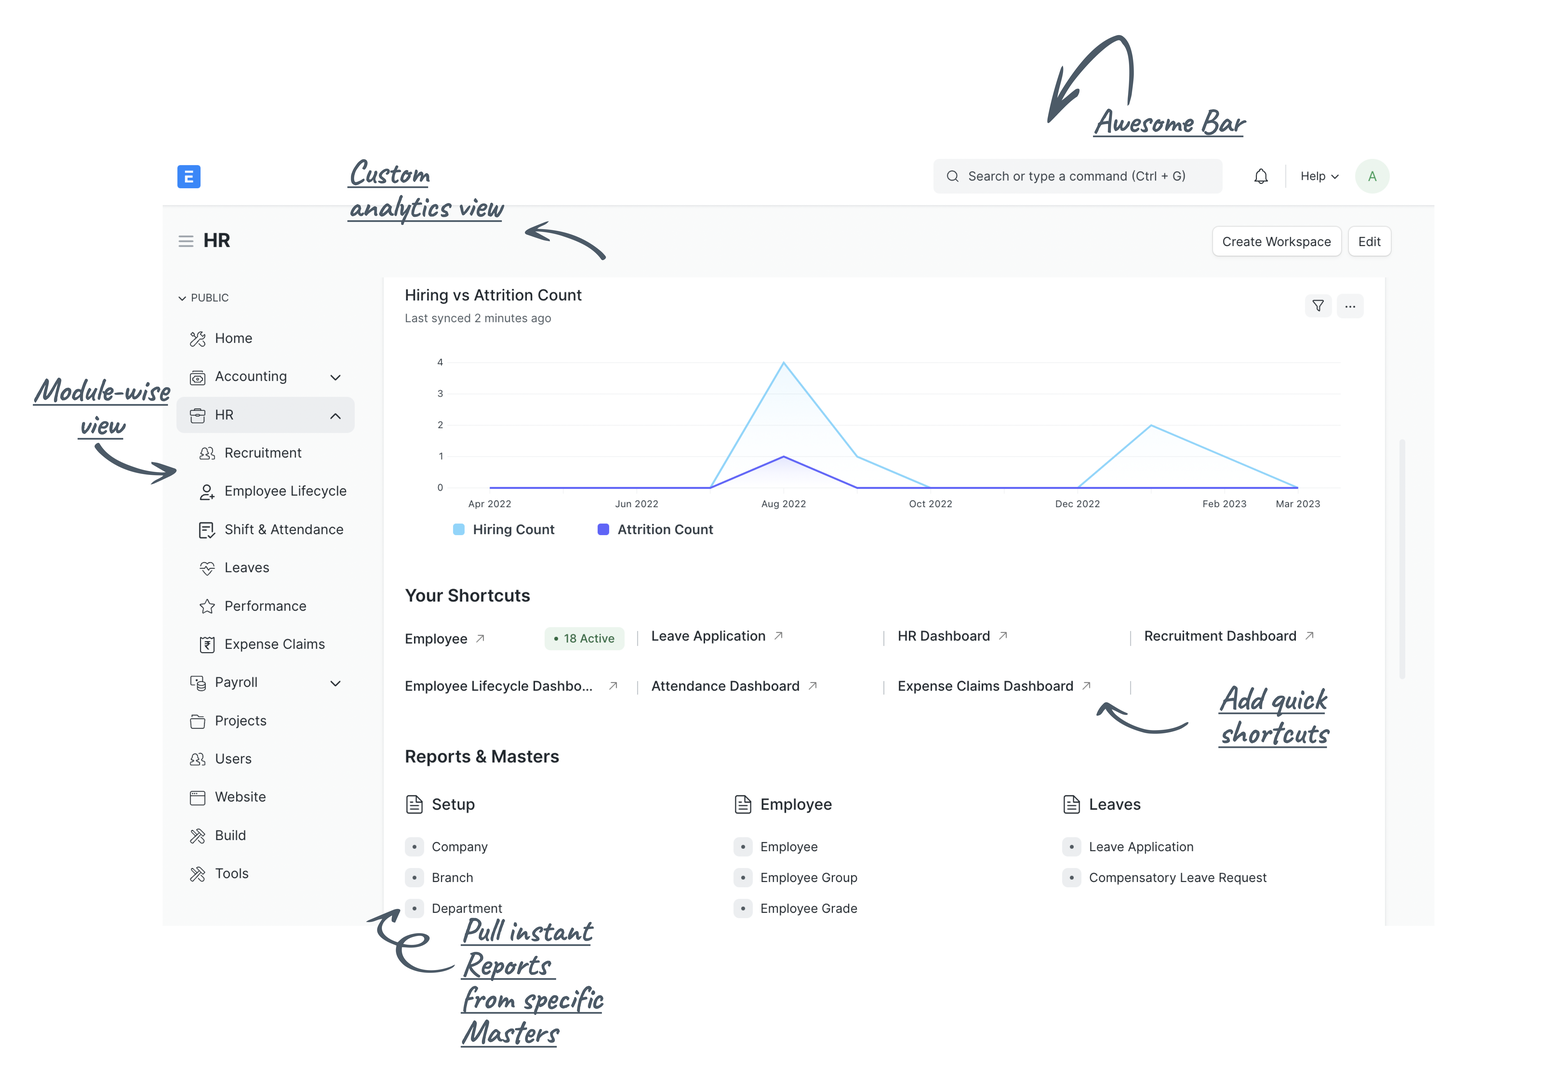 Awesome Bar
Custom
analytics view
E
Search or type a command (Ctrl + G)
Help
A
HR
Create Workspace
Edit
PUBLIC
Home
Accounting
HR
Recruitment
Employee Lifecycle
Shift & Attendance
Leaves
Performance
Expense Claims
Payroll
Projects
Users
Website
Build
Tools
Module-wise
view
Hiring vs Attrition Count
Last synced 2 minutes ago
...
4
3
2
1
0
Apr 2022 Jun 2022 Aug 2022 Oct 2022 Dec 2022 Feb 2023 Mar 2023
Hiring Count Attrition Count
Your Shortcuts
Employee • 18 Active Leave Application HR Dashboard Recruitment Dashboard
Employee Lifecycle Dashbo... Attendance Dashboard Expense Claims Dashboard
Add quick
shortcuts
Reports & Masters
Setup
Company
Branch
Department
Employee
Employee
Employee Group
Employee Grade
Leaves
Leave Application
Compensatory Leave Request
Pull instant
Reports
from specific
Masters